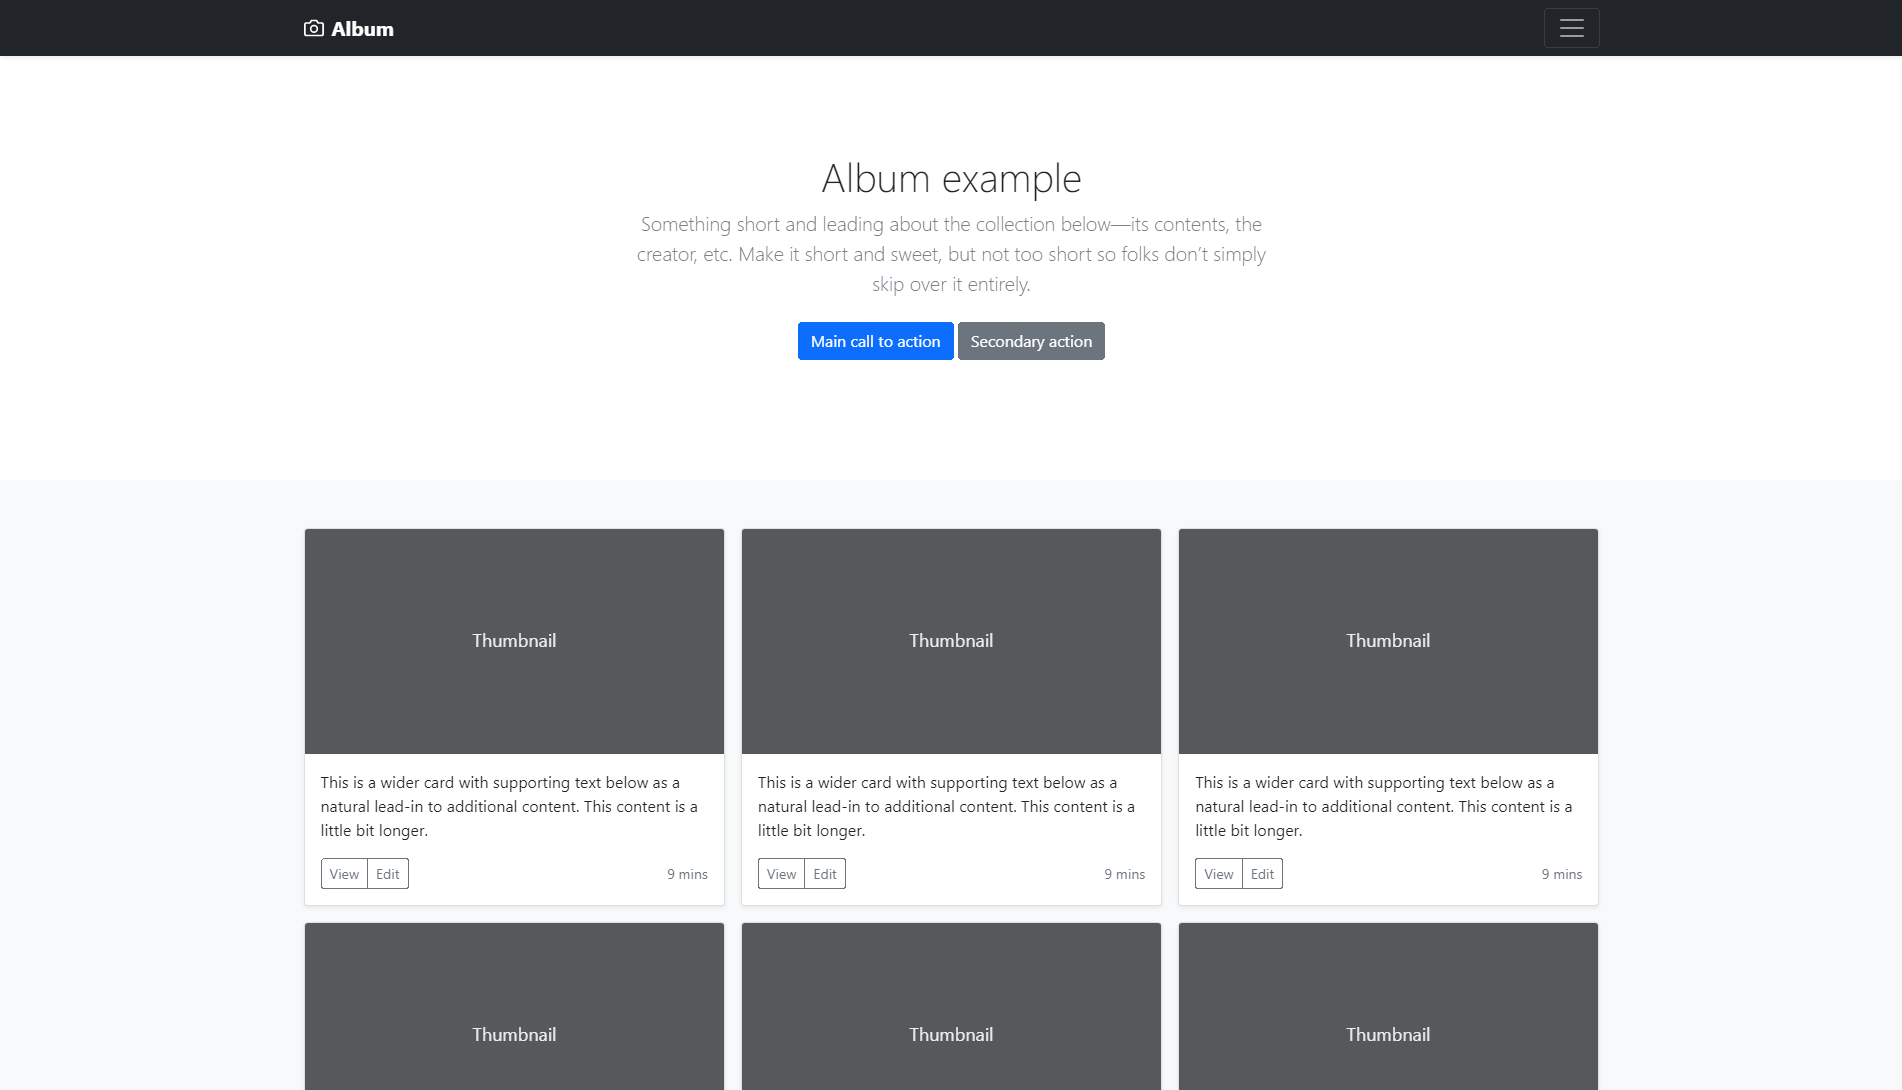 Album
Album example
Something short and leading about the collection below—its contents, the
creator, etc. Make it short and sweet, but not too short so folks don’t simply
skip over it entirely.
Main call to action
Secondary action
Thumbnail
Thumbnail
Thumbnail
This is a wider card with supporting text below as a
natural lead-in to additional content. This content is a
little bit longer.
View
Edit
9 mins
This is a wider card with supporting text below as a
natural lead-in to additional content. This content is a
little bit longer.
View
Edit
9 mins
This is a wider card with supporting text below as a
natural lead-in to additional content. This content is a
little bit longer.
View
Edit
9 mins
Thumbnail
Thumbnail
Thumbnail